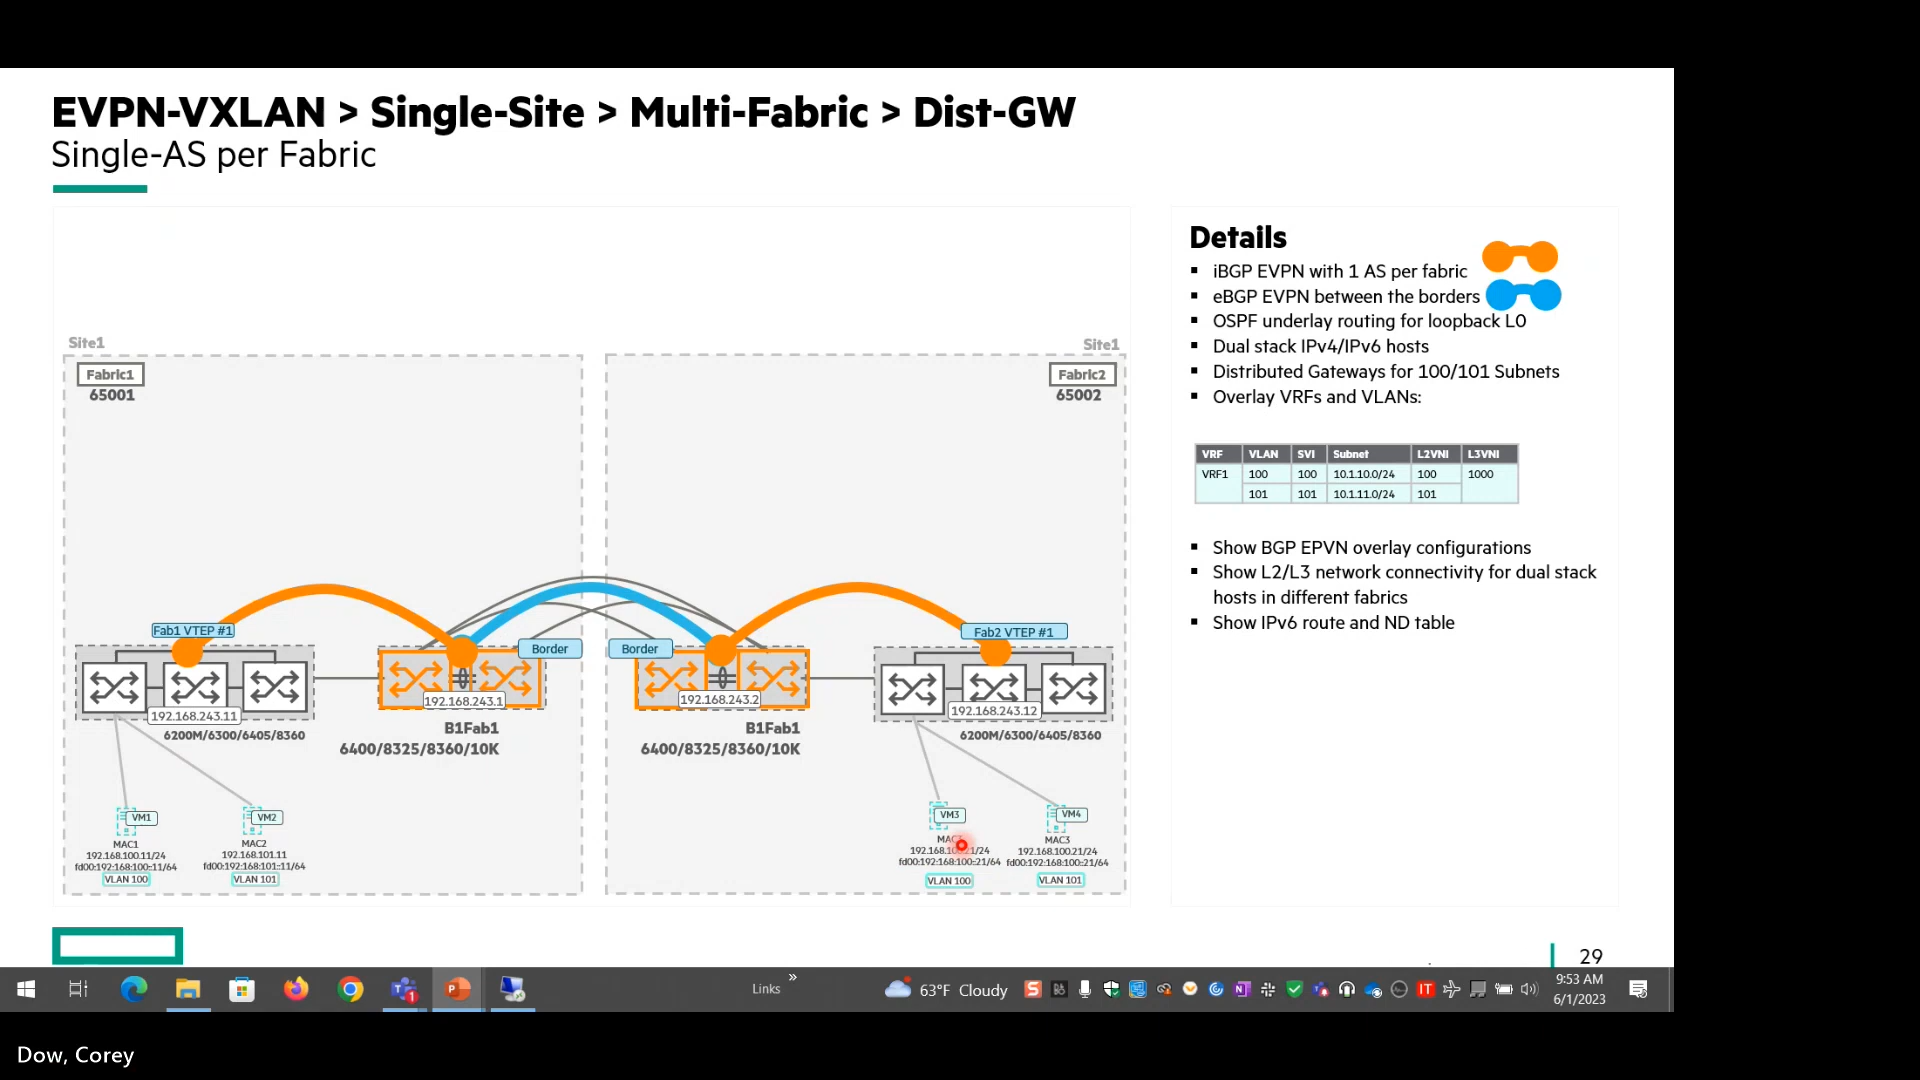 EVPN-VXLAN > Single-Site > Multi-Fabric > Dist-GW
Single-AS per Fabric
Site1
Fabric1
65001
Site1
Fabric2
65002
Fab1 VTEP #1
Border
Border
Fab2 VTEP #1
192.168.243.11
192.168.243.1
192.168.243.2
192.168.243.12
6200M/6300/6405/8360
B1Fab1
6400/8325/8360/10K
B1Fab1
6400/8325/8360/10K
6200M/6300/6405/8360
VM1
MAC1
192.168.100.11/24
fd00:192:168:100::11/64
VLAN 100
VM2
MAC2
192.168.101.11
fd00:192:168:101::11/64
VLAN 101
VM3
fd00:192:168:100::21/64
VLAN 100
VM4
MAC3
192.168.100.21/24
fd00:192:168:100::21/64
VLAN 101
Details
▪ iBGP EVPN with 1 AS per fabric
▪ eBGP EVPN between the borders
▪ OSPF underlay routing for loopback L0
▪ Dual stack IPv4/IPv6 hosts
▪ Distributed Gateways for 100/101 Subnets
▪ Overlay VRFs and VLANs:
VRF VLAN SVI Subnet L2VNI L3VNI
VRF1 100 100 10.1.10.0/24 100 1000
101 101 10.1.11.0/24 101
▪ Show BGP EPVN overlay configurations
▪ Show L2/L3 network connectivity for dual stack
hosts in different fabrics
▪ Show IPv6 route and ND table
29
Links
63°F Cloudy
9:53 AM
6/1/2023
Dow, Corey